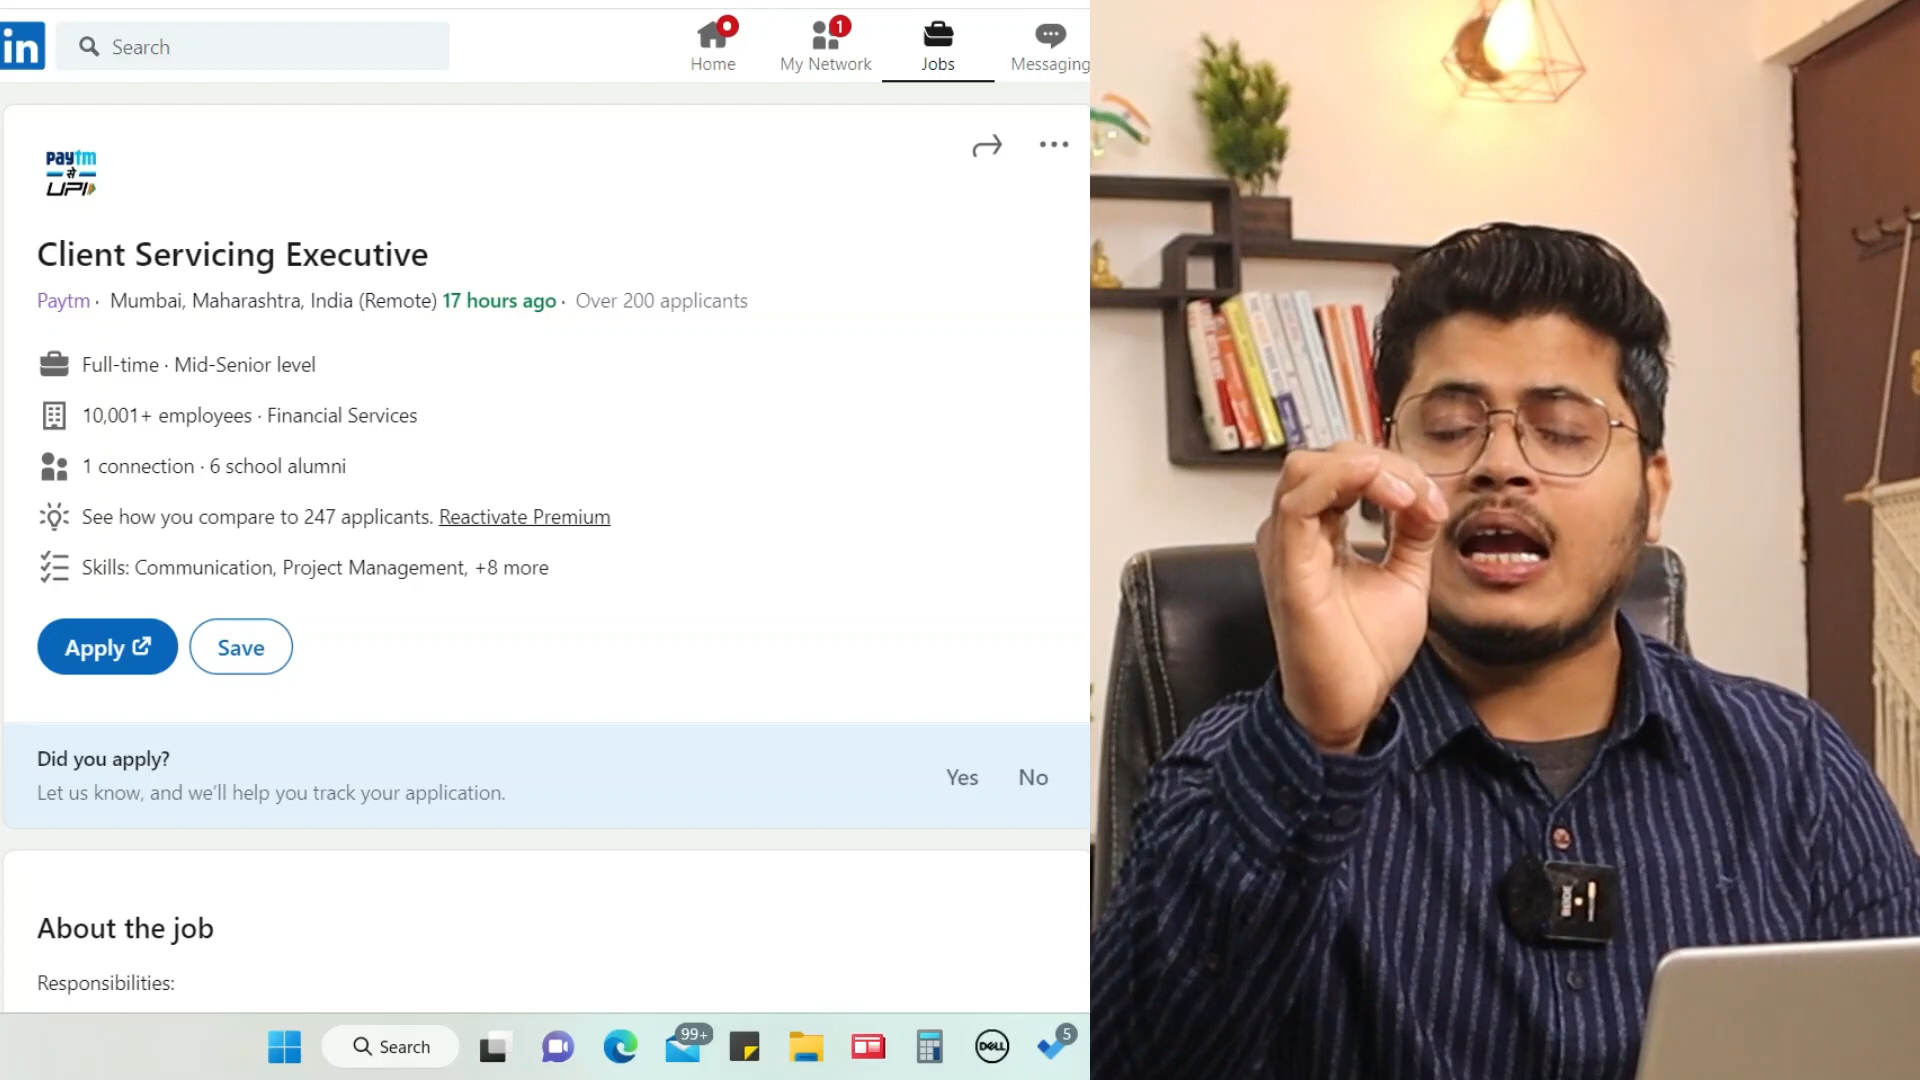 in
Search
Home
1
My Network
Jobs
Messaging
paytm
से
UPI
Client Servicing Executive
Paytm · Mumbai, Maharashtra, India (Remote) 17 hours ago · Over 200 applicants
Full-time · Mid-Senior level
10,001+ employees · Financial Services
1 connection · 6 school alumni
See how you compare to 247 applicants. Reactivate Premium
Skills: Communication, Project Management, +8 more
Apply
Save
Did you apply?
Let us know, and we'll help you track your application.
Yes
No
About the job
Responsibilities:
Search
99+
DELL
5
RODE